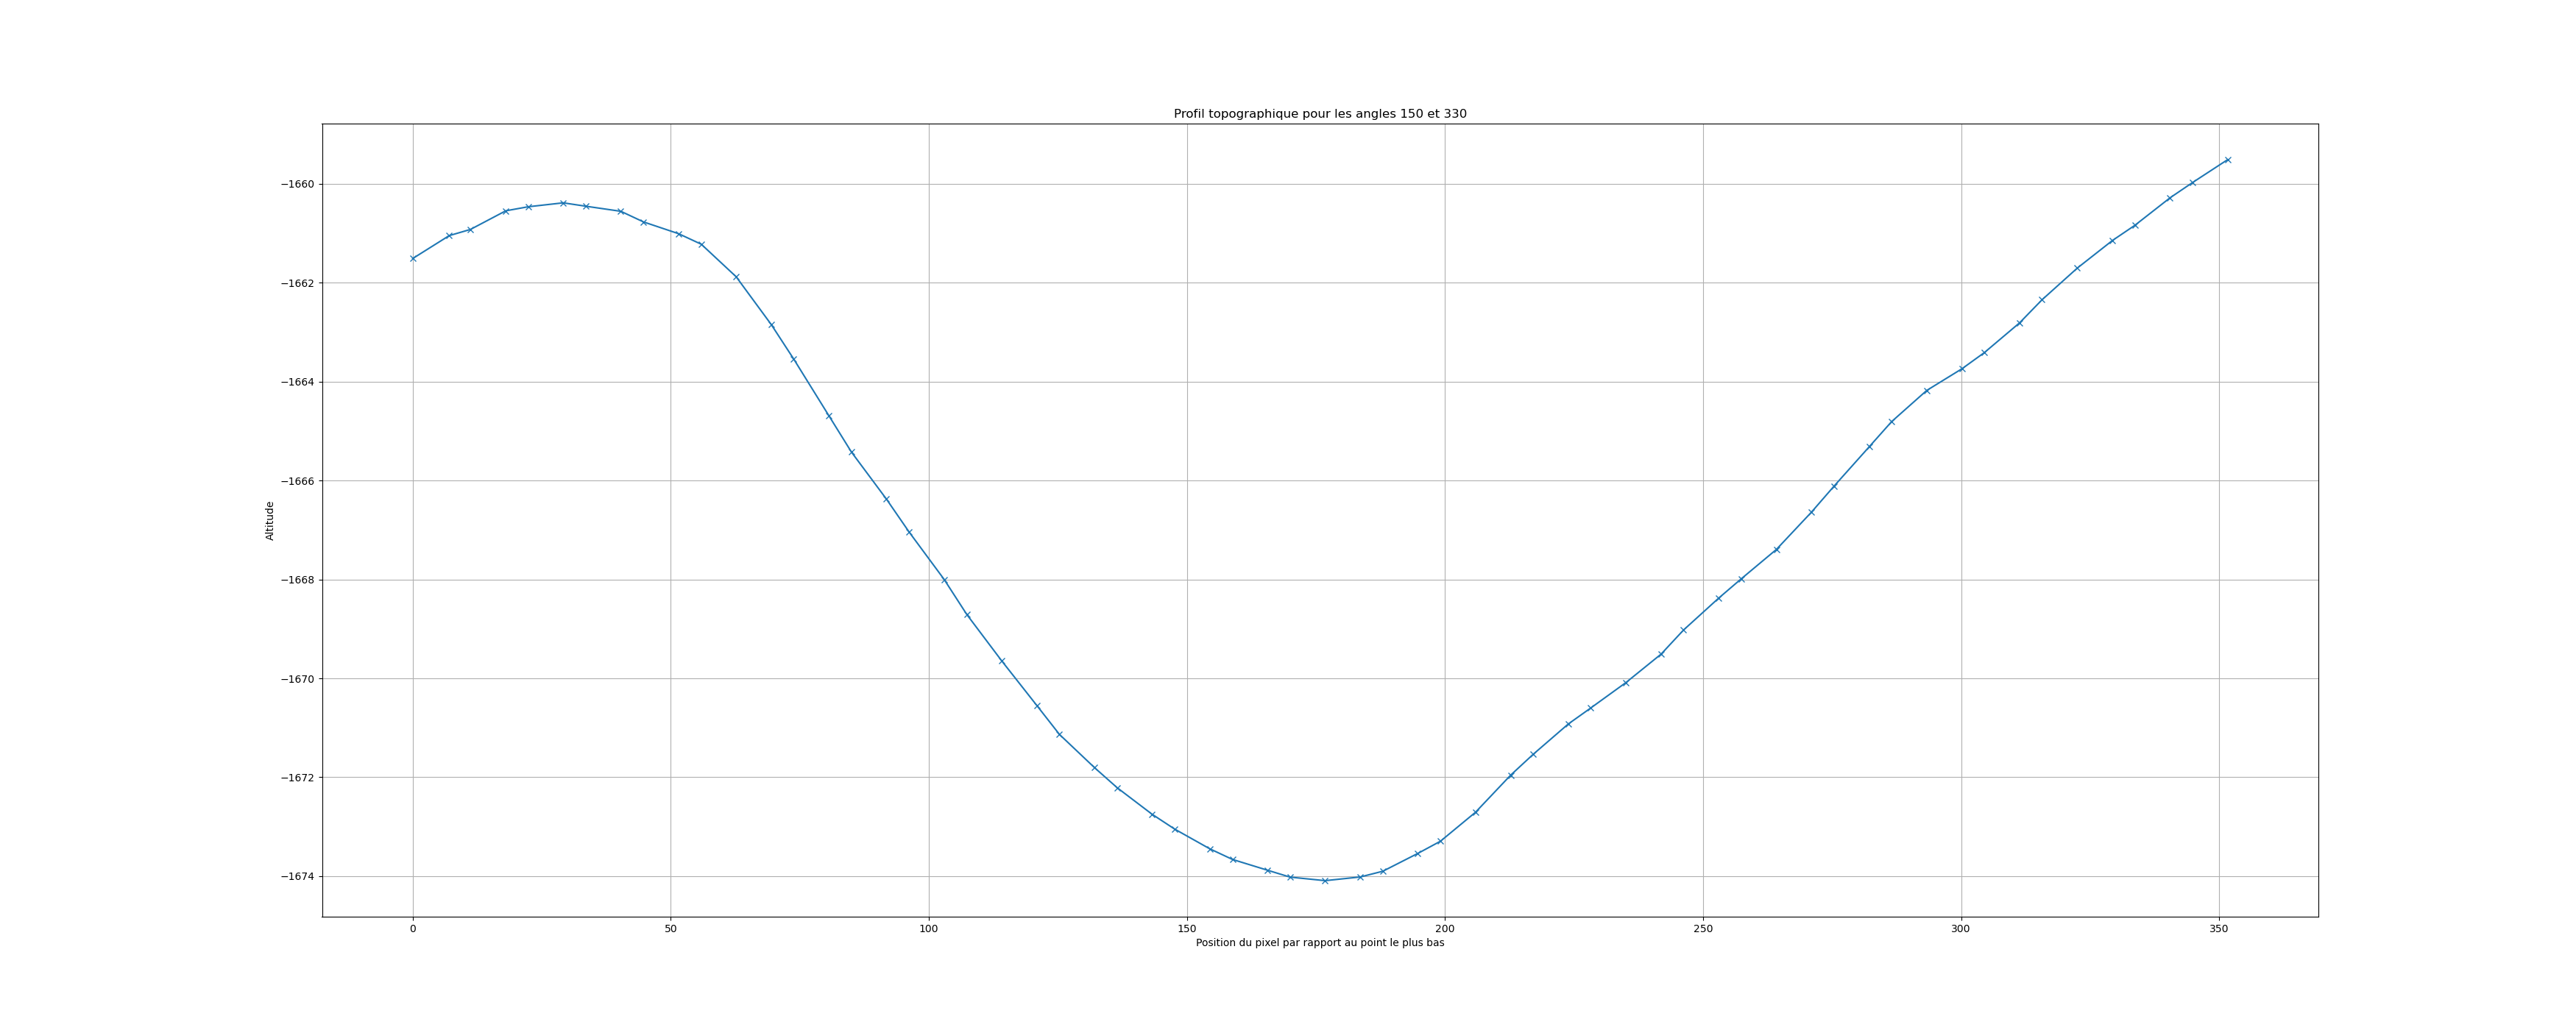 Profil topographique pour les angles 150 et 330
Altitude
−1660
−1662
−1664
−1666
−1668
−1670
−1672
−1674
0 50 100 150 200 250 300 350
Position du pixel par rapport au point le plus bas